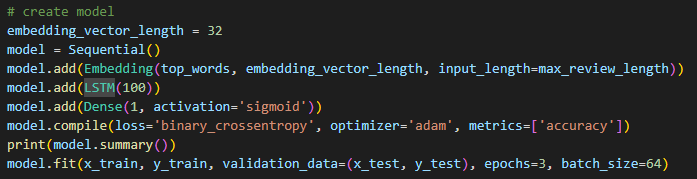 # create model
embedding_vector_length = 32
model = Sequential()
model.add(Embedding(top_words, embedding_vector_length, input_length=max_review_length))
model.add(LSTM(100))
model.add(Dense(1, activation='sigmoid'))
model.compile(loss='binary_crossentropy', optimizer='adam', metrics=['accuracy'])
print(model.summary())
model.fit(x_train, y_train, validation_data=(x_test, y_test), epochs=3, batch_size=64)